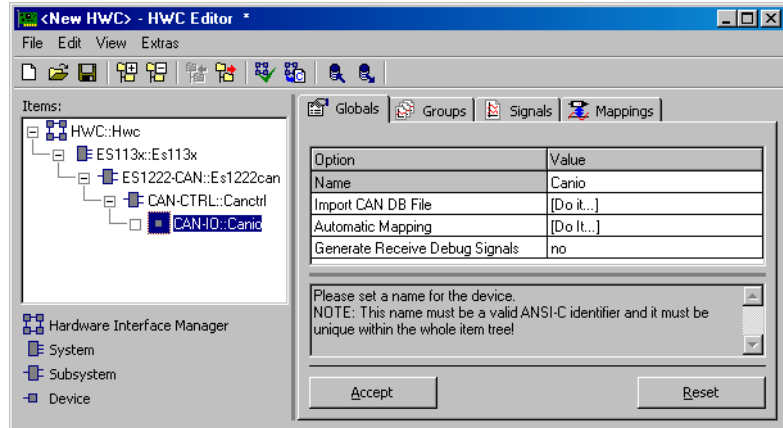 <New HWC> - HWC Editor *
File Edit View Extras
Items:
HWC::Hwc
ES113x::Es113x
ES1222-CAN::Es1222can
CAN-CTRL::Canctrl
CAN-IO::Canio
Hardware Interface Manager
System
Subsystem
Device
Globals Groups Signals Mappings
Option Value
Name Canio
Import CAN DB File [Do it...]
Automatic Mapping [Do It...]
Generate Receive Debug Signals no
Please set a name for the device.
NOTE: This name must be a valid ANSI-C identifier and it must be
unique within the whole item tree!
Accept Reset